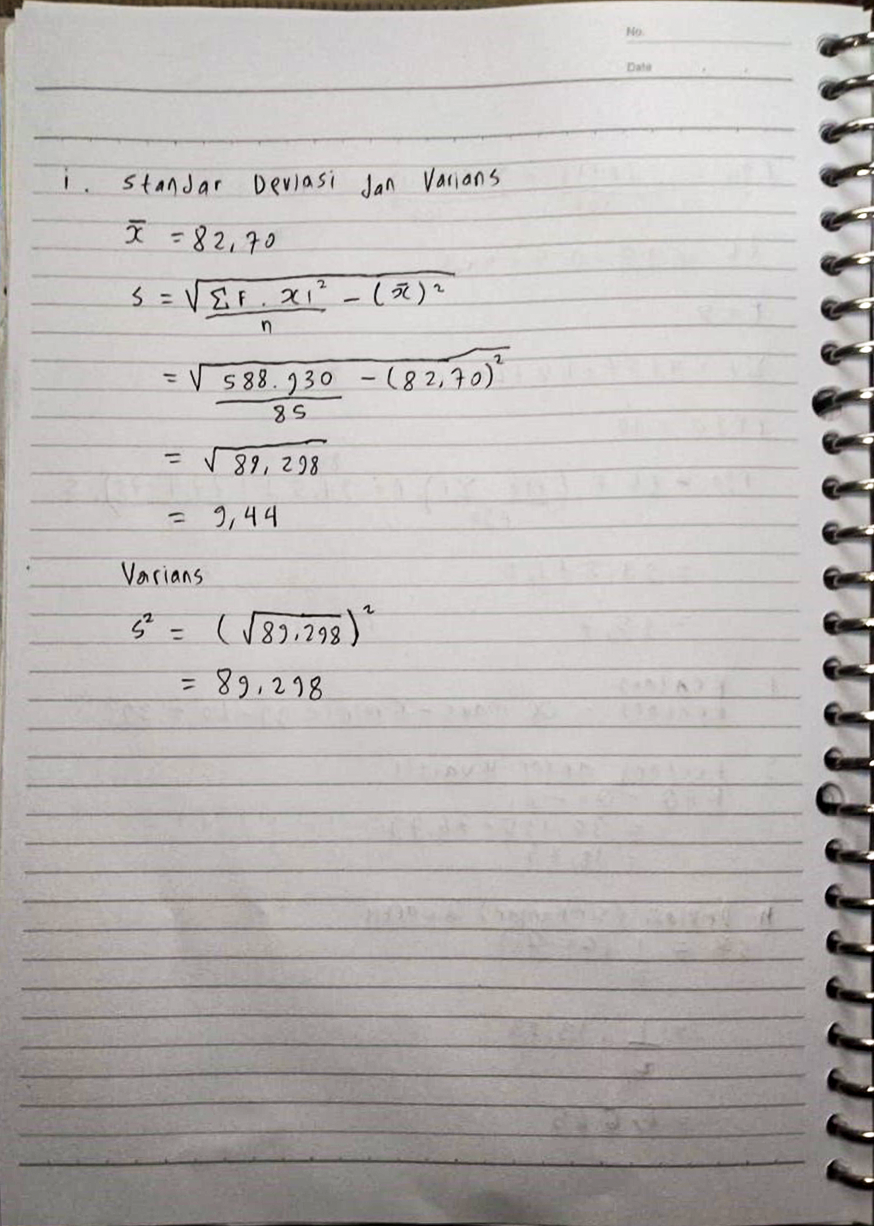 No.
Date
i. Standar Deviasi dan Varians
x̄ = 82,70
s = √(ΣF . xi² / n − (x̄)²)
= √(588.930 / 85 − (82,70)²)
= √89,298
= 9,44
Varians
s² = (√89,298)²
= 89,298